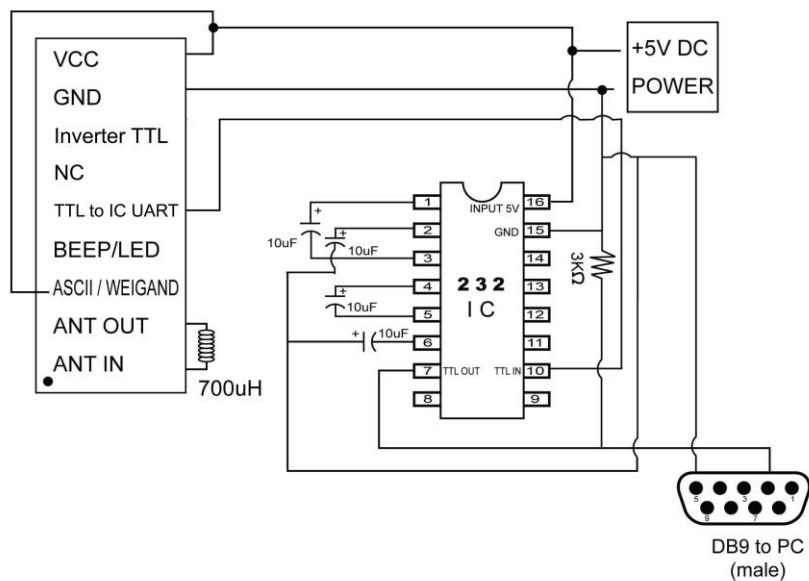 VCC
GND
Inverter TTL
NC
TTL to IC UART
BEEP/LED
ASCII / WEIGAND
ANT OUT
ANT IN
700uH
+5V DC
POWER
1
INPUT 5V
16
+
10uF
2
GND
15
+
10uF
3
14
3KΩ
4
232
13
+
10uF
5
IC
12
+
10uF
6
11
7
TTL OUT
TTL IN
10
8
9
5
3
1
9
7
DB9 to PC
(male)